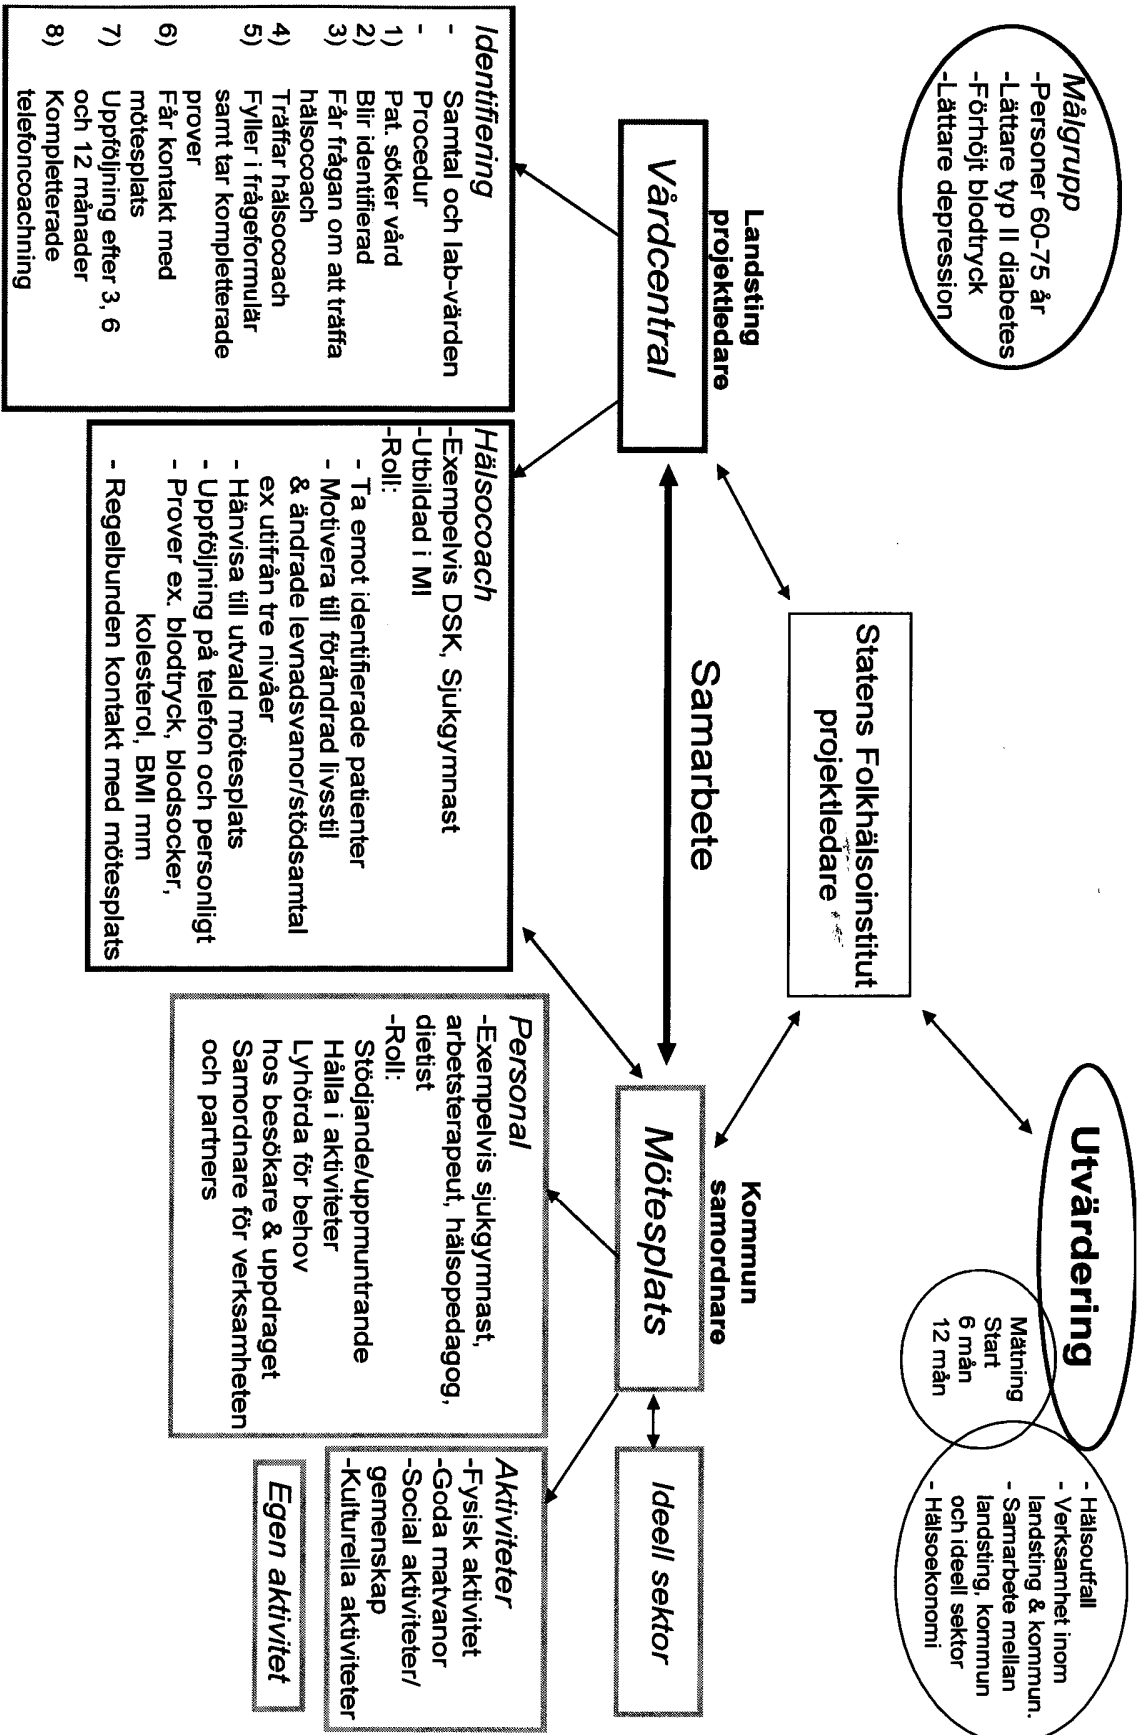 Målgrupp
-Personer 60-75 år
-Lättare typ II diabetes
-Förhöjt blodtryck
-Lättare depression
Statens Folkhälsoinstitut
projektledare
Utvärdering
Mätning
Start
6 mån
12 mån
- Hälsoutfall
- Verksamhet inom
landsting & kommun.
- Samarbete mellan
landsting, kommun
och ideell sektor
- Hälsoekonomi
Landsting
projektledare
Vårdcentral
Samarbete
Kommun
samordnare
Mötesplats
Ideell sektor
Identifiering
- Samtal och lab-värden
- Procedur
1) Pat. söker vård
2) Blir identifierad
3) Får frågan om att träffa
hälsocoach
4) Träffar hälsocoach
5) Fyller i frågeformulär
samt tar kompletterade
prover
6) Får kontakt med
mötesplats
7) Uppföljning efter 3, 6
och 12 månader
8) Kompletterade
telefoncoachning
Hälsocoach
-Exempelvis DSK, Sjukgymnast
-Utbildad i MI
-Roll:
- Ta emot identifierade patienter
- Motivera till förändrad livsstil
& ändrade levnadsvanor/stödsamtal
ex utifrån tre nivåer
- Hänvisa till utvald mötesplats
- Uppföljning på telefon och personligt
- Prover ex. blodtryck, blodsocker,
kolesterol, BMI mm
- Regelbunden kontakt med mötesplats
Personal
-Exempelvis sjukgymnast,
arbetsterapeut, hälsopedagog,
dietist
-Roll:
Stödjande/uppmuntrande
Hålla i aktiviteter
Lyhörda för behov
hos besökare & uppdraget
Samordnare för verksamheten
och partners
Aktiviteter
-Fysisk aktivitet
-Goda matvanor
-Social aktiviteter/
gemenskap
-Kulturella aktiviteter
Egen aktivitet